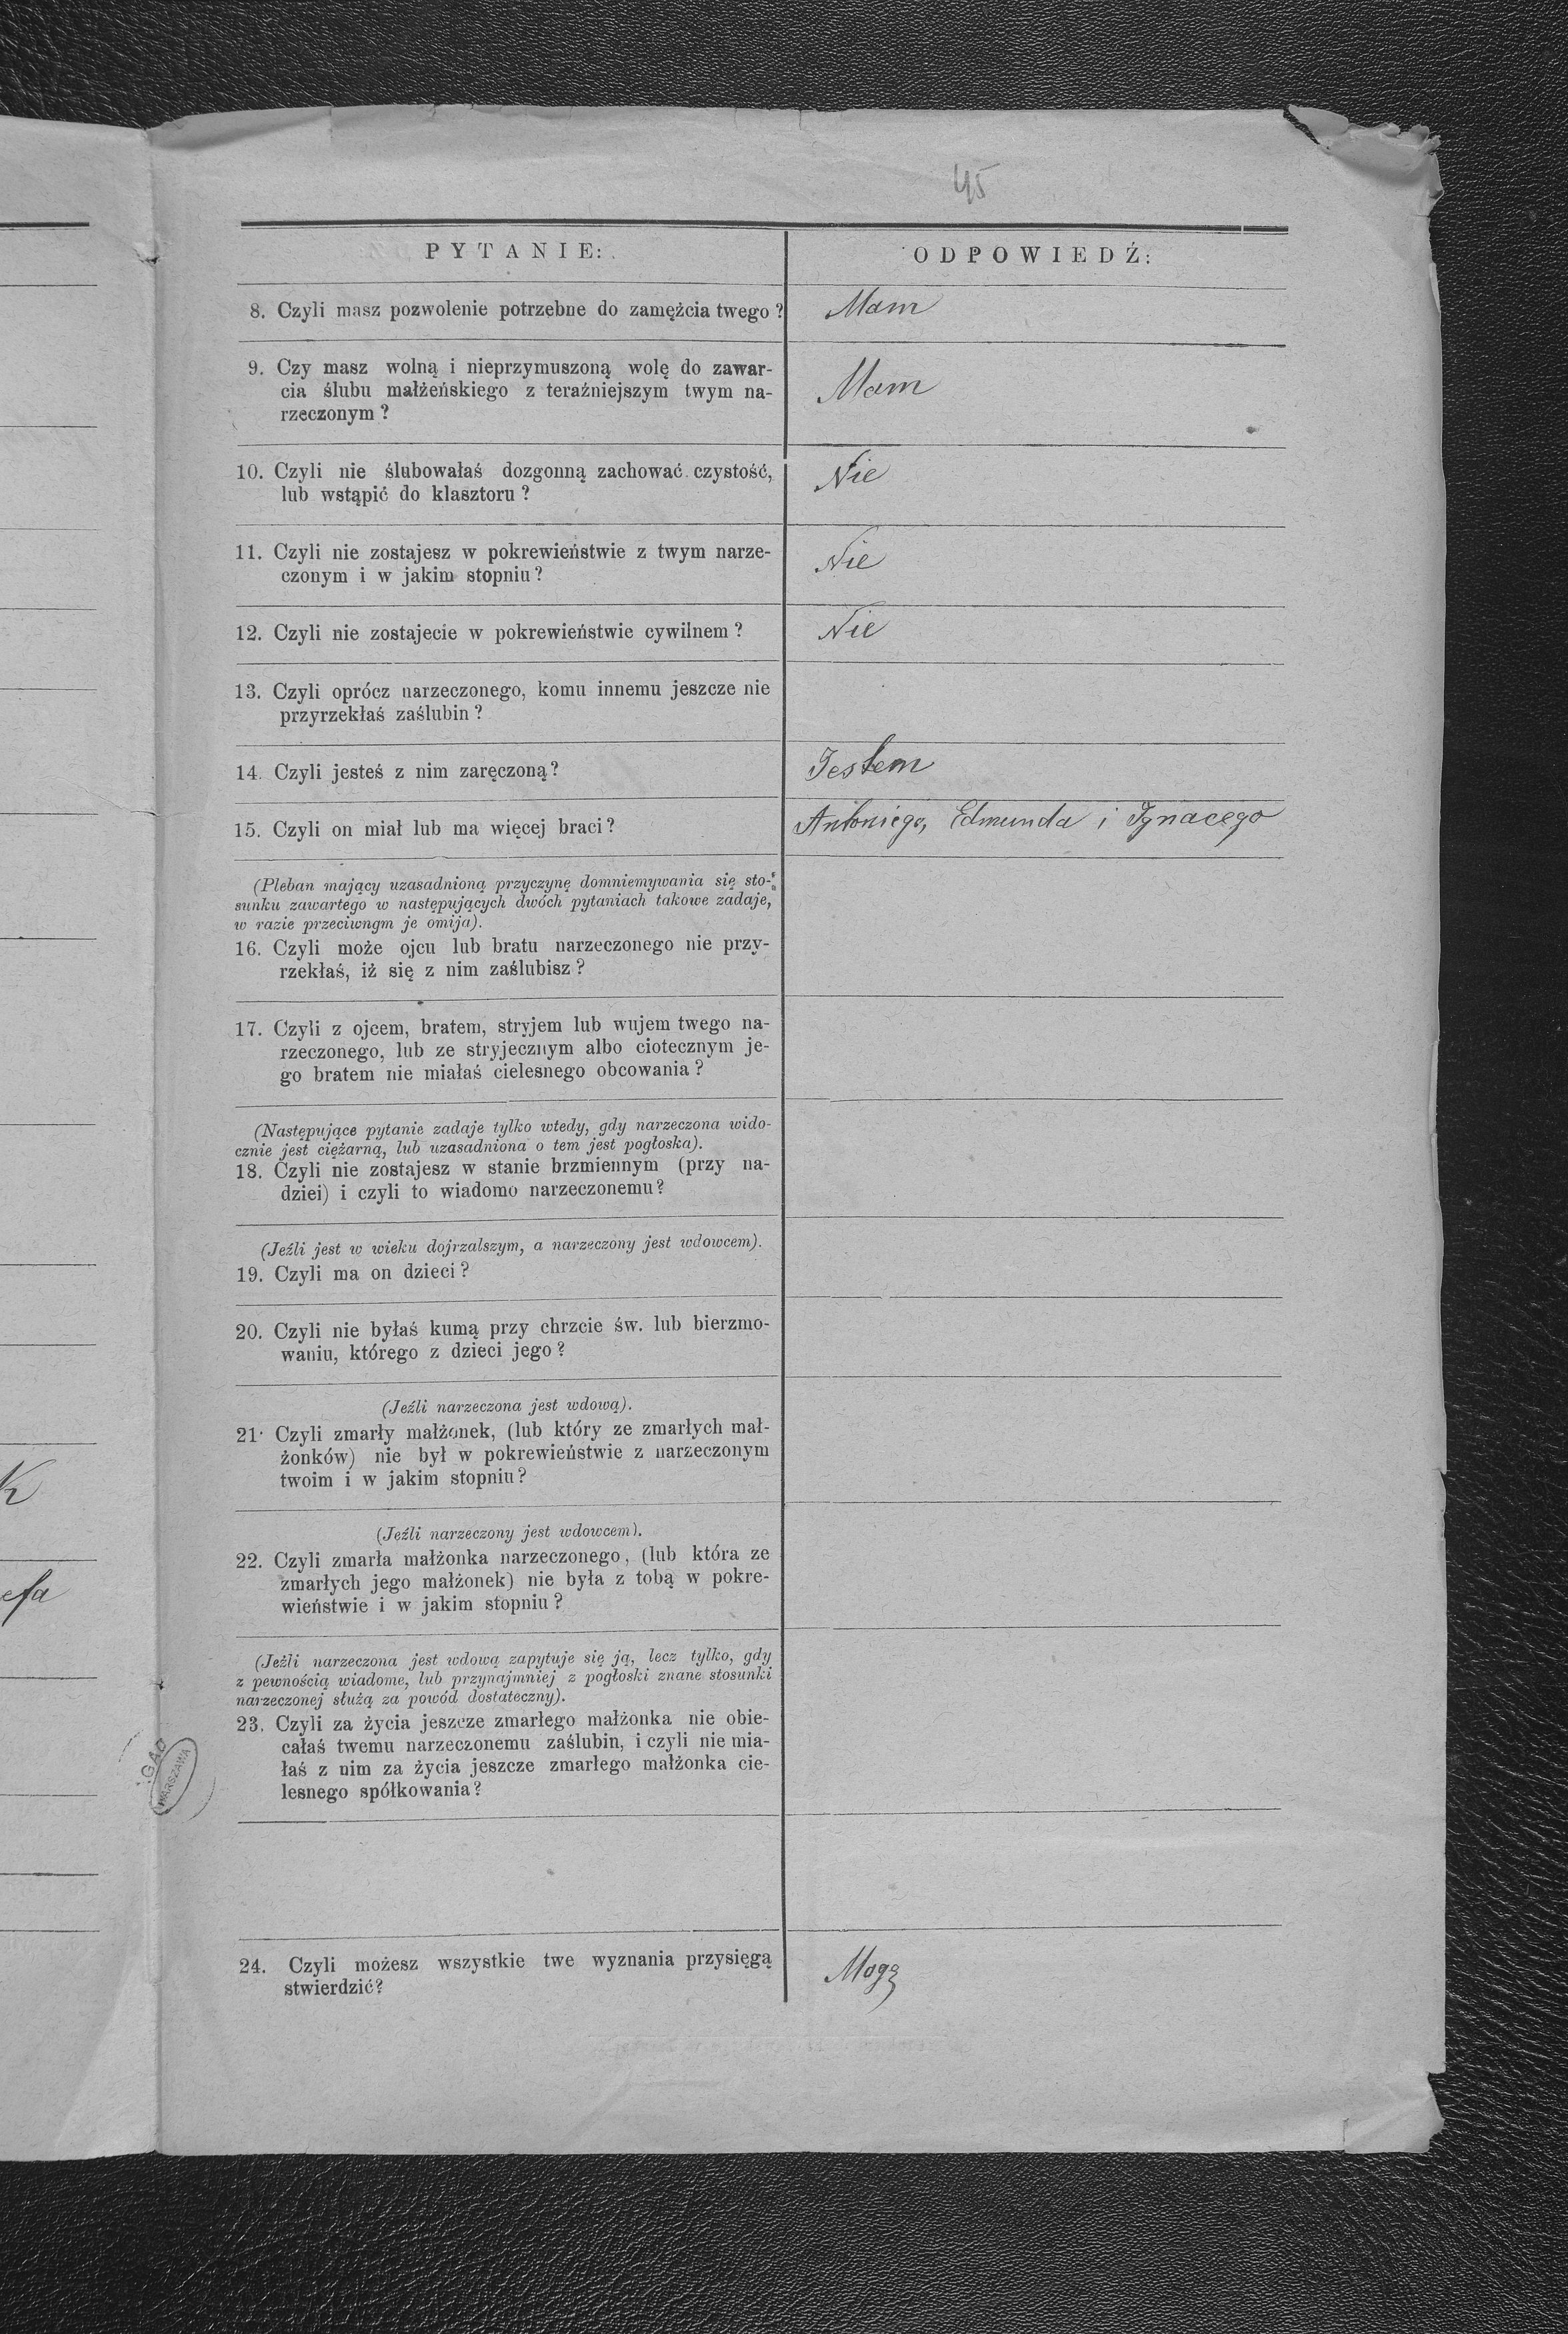 45
PYTANIE:
ODPOWIEDŹ:
8. Czyli masz pozwolenie potrzebne do zamężcia twego?
Mam
9. Czy masz wolną i nieprzymuszoną wolę do zawar-
cia ślubu małżeńskiego z teraźniejszym twym na-
rzeczonym?
Mam
10. Czyli nie ślubowałaś dozgonną zachować czystość,
lub wstąpić do klasztoru?
Nie
11. Czyli nie zostajesz w pokrewieństwie z twym narze-
czonym i w jakim stopniu?
Nie
12. Czyli nie zostajecie w pokrewieństwie cywilnem?
Nie
13. Czyli oprócz narzeczonego, komu innemu jeszcze nie
przyrzekłaś zaślubin?
14. Czyli jesteś z nim zaręczoną?
Jestem
15. Czyli on miał lub ma więcej braci?
Antoniego, Edmunda i Ignacego
(Pleban mający uzasadnioną przyczynę domniemywania się sto-
sunku zawartego w następujących dwóch pytaniach takowe zadaje,
w razie przeciwngm je omija).
16. Czyli może ojcu lub bratu narzeczonego nie przy-
rzekłaś, iż się z nim zaślubisz?
17. Czyli z ojcem, bratem, stryjem lub wujem twego na-
rzeczonego, lub ze stryjecznym albo ciotecznym je-
go bratem nie miałaś cielesnego obcowania?
(Następujące pytanie zadaje tylko wtedy, gdy narzeczona wido-
cznie jest ciężarną, lub uzasadniona o tem jest pogłoska).
18. Czyli nie zostajesz w stanie brzmiennym (przy na-
dziei) i czyli to wiadomo narzeczonemu?
(Jeźli jest w wieku dojrzalszym, a narzeczony jest wdowcem).
19. Czyli ma on dzieci?
20. Czyli nie byłaś kumą przy chrzcie św. lub bierzmo-
waniu, którego z dzieci jego?
(Jeźli narzeczona jest wdową).
21. Czyli zmarły małżonek, (lub który ze zmarłych mał-
żonków) nie był w pokrewieństwie z narzeczonym
twoim i w jakim stopniu?
(Jeźli narzeczony jest wdowcem).
22. Czyli zmarła małżonka narzeczonego, (lub która ze
zmarłych jego małżonek) nie była z tobą w pokre-
wieństwie i w jakim stopniu?
(Jeźli narzeczona jest wdową zapytuje się ją, lecz tylko, gdy
z pewnością wiadome, lub przynajmniej z pogłoski znane stosunki
narzeczonej służą za powód dostateczny).
23. Czyli za życia jeszcze zmarłego małżonka nie obie-
całaś twemu narzeczonemu zaślubin, i czyli nie mia-
łaś z nim za życia jeszcze zmarłego małżonka cie-
lesnego spółkowania?
24. Czyli możesz wszystkie twe wyznania przysięgą
stwierdzić?
Mogę
AGAD
WARSZAWA